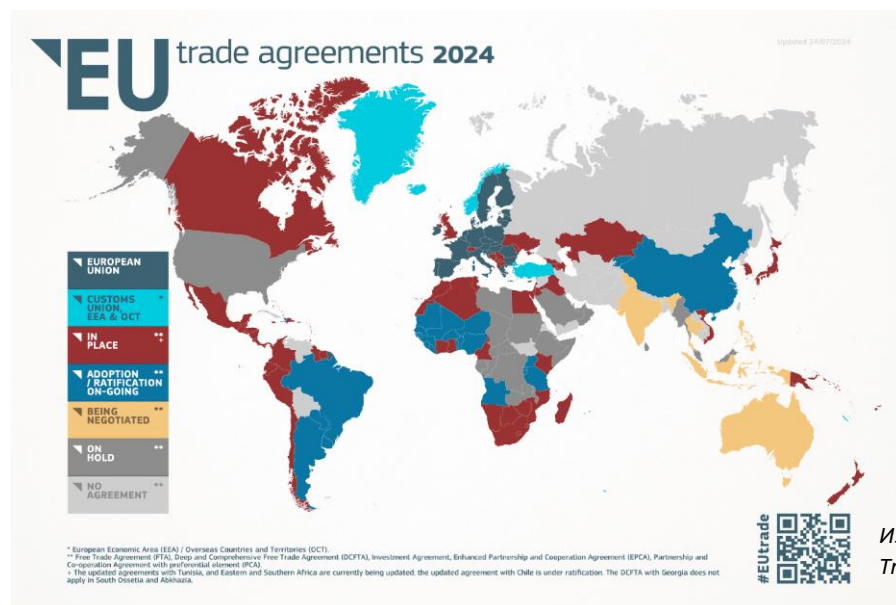 EU trade agreements 2024
Updated 24/07/2024
EUROPEAN
UNION
CUSTOMS *
UNION,
EEA & OCT
IN **
PLACE +
ADOPTION **
/ RATIFICATION
ON-GOING
BEING **
NEGOTIATED
ON **
HOLD
NO **
AGREEMENT
#EUtrade
* European Economic Area (EEA) / Overseas Countries and Territories (OCT).
** Free Trade Agreement (FTA), Deep and Comprehensive Free Trade Agreement (DCFTA), Investment Agreement, Enhanced Partnership and Cooperation Agreement (EPCA), Partnership and
Co-operation Agreement with preferential element (PCA).
+ The updated agreements with Tunisia, and Eastern and Southern Africa are currently being updated, the updated agreement with Chile is under ratification. The DCFTA with Georgia does not
apply in South Ossetia and Abkhazia.